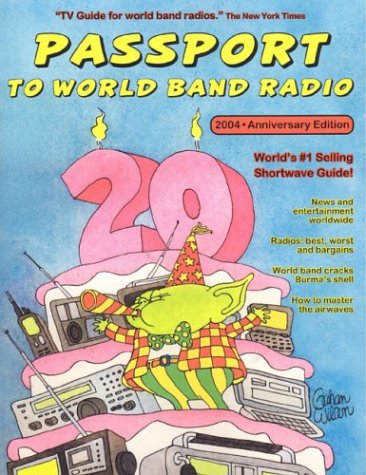 "TV Guide for world band radios." The New York Times
PASSPORT
TO WORLD BAND RADIO
2004 • Anniversary Edition
World's #1 Selling
Shortwave Guide!
20
News and
entertainment
worldwide
Radios: best, worst
and bargains
World band cracks
Burma's shell
How to master
the airwaves
Gahan
Wilson